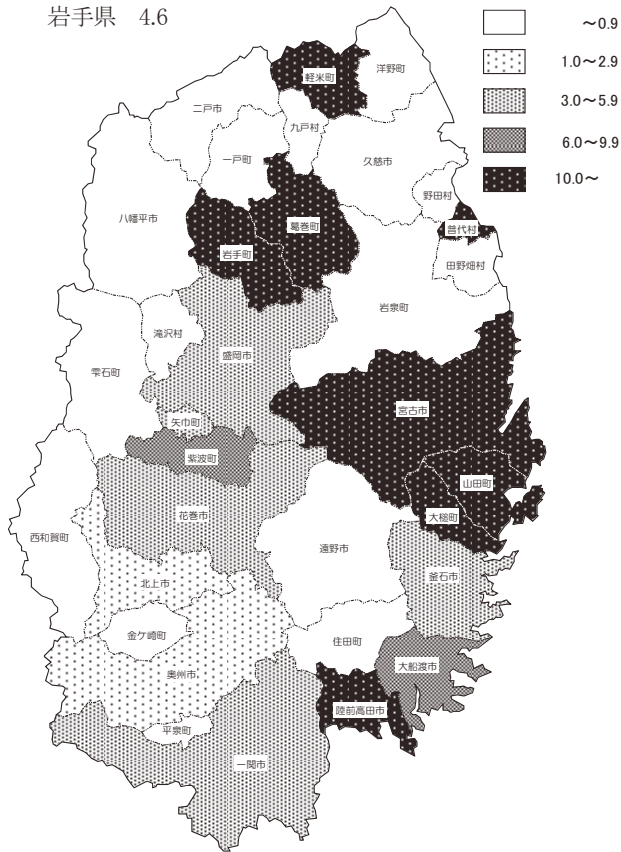 岩手県 4.6
～0.9
1.0～2.9
3.0～5.9
6.0～9.9
10.0～
軽米町
洋野町
二戸市
九戸村
一戸町
久慈市
野田村
八幡平市
葛巻町
普代村
岩手町
田野畑村
岩泉町
滝沢村
盛岡市
雫石町
宮古市
矢巾町
紫波町
山田町
花巻市
大槌町
西和賀町
遠野市
釜石市
北上市
金ケ崎町
住田町
大船渡市
奥州市
陸前高田市
平泉町
一関市